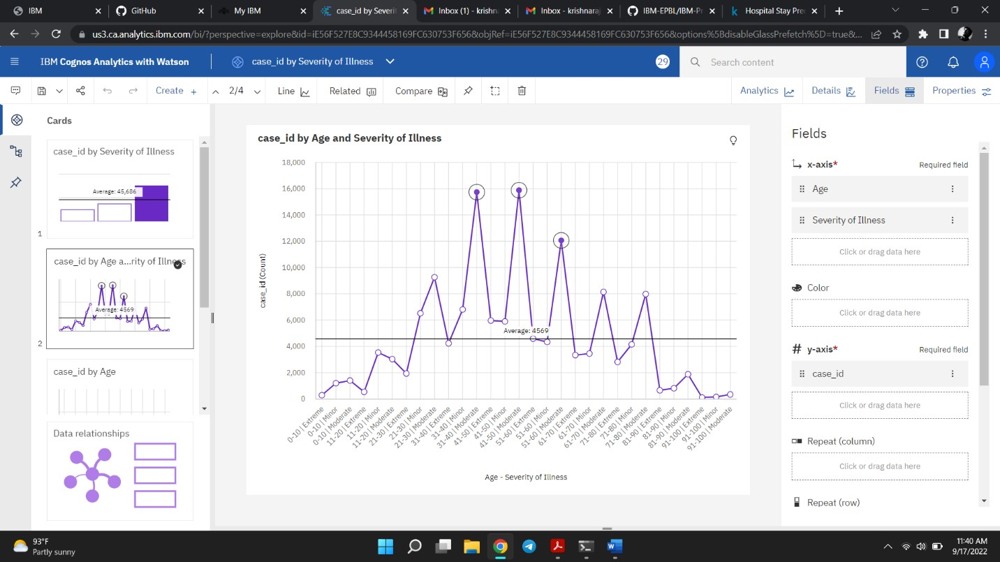 IBM
GitHub
My IBM
case_id by Severi
Inbox (1) - krishn
Inbox - krishnaraj
IBM-EPBL/IBM-Pr
Hospital Stay Pre
us3.ca.analytics.ibm.com/bi/?perspective=explore&id=iE56F527E8C9344458169FC630753F656&objRef=iE56F527E8C9344458169FC630753F656&options%5BdisableGlassPrefetch%5D=true&...
IBM Cognos Analytics with Watson
case_id by Severity of Illness
29
Search content
Create +
2/4
Line
Related
Compare
Analytics
Details
Fields
Properties
Cards
case_id by Severity of Illness
Average: 45,686
1
case_id by Age a...rity of Illness
Average: 4569
2
case_id by Age
Data relationships
case_id by Age and Severity of Illness
18,000
16,000
14,000
12,000
10,000
8,000
6,000
4,000
2,000
0
case_id (Count)
Average: 4569
0-10 | Extreme
0-10 | Minor
0-10 | Moderate
11-20 | Extreme
11-20 | Minor
11-20 | Moderate
21-30 | Extreme
21-30 | Minor
21-30 | Moderate
31-40 | Extreme
31-40 | Minor
31-40 | Moderate
41-50 | Extreme
41-50 | Minor
41-50 | Moderate
51-60 | Extreme
51-60 | Minor
51-60 | Moderate
61-70 | Extreme
61-70 | Minor
61-70 | Moderate
71-80 | Extreme
71-80 | Minor
71-80 | Moderate
81-90 | Extreme
81-90 | Minor
81-90 | Moderate
91-100 | Extreme
91-100 | Minor
91-100 | Moderate
Age - Severity of Illness
Fields
x-axis*
Required field
Age
Severity of Illness
Click or drag data here
Color
Click or drag data here
# y-axis*
Required field
case_id
Click or drag data here
Repeat (column)
Click or drag data here
Repeat (row)
93°F
Partly sunny
11:40 AM
9/17/2022